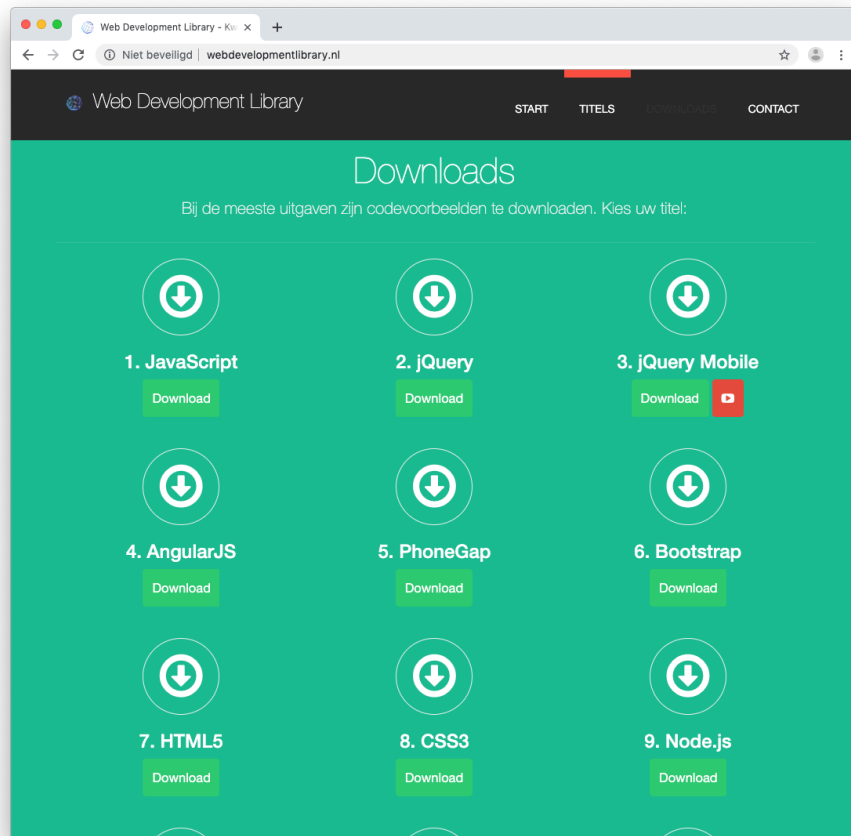 Web Development Library - Kw
Niet beveiligd | webdevelopmentlibrary.nl
Web Development Library
START TITELS DOWNLOADS CONTACT
Downloads
Bij de meeste uitgaven zijn codevoorbeelden te downloaden. Kies uw titel:
1. JavaScript 2. jQuery 3. jQuery Mobile
Download Download Download
4. AngularJS 5. PhoneGap 6. Bootstrap
Download Download Download
7. HTML5 8. CSS3 9. Node.js
Download Download Download